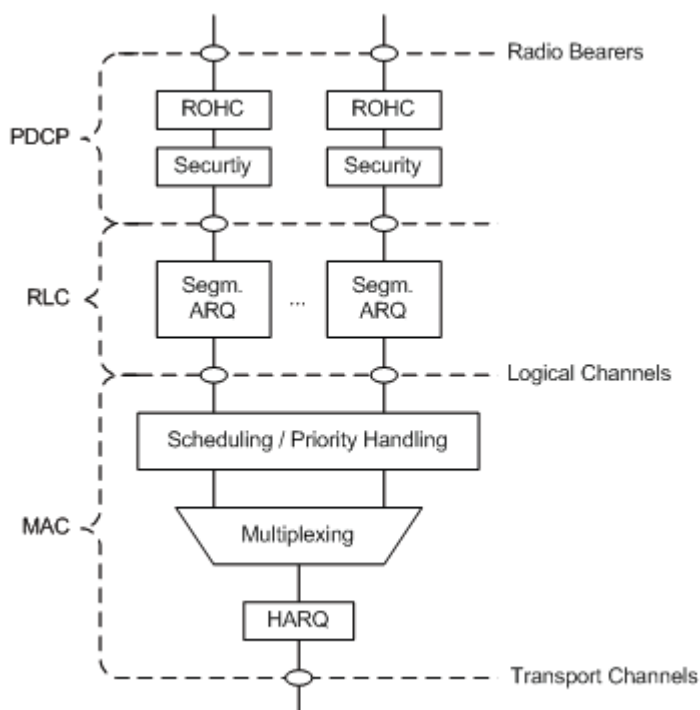 Radio Bearers
ROHC
ROHC
PDCP
Securtiy
Security
Segm.
ARQ
...
Segm.
ARQ
RLC
Logical Channels
Scheduling / Priority Handling
MAC
Multiplexing
HARQ
Transport Channels